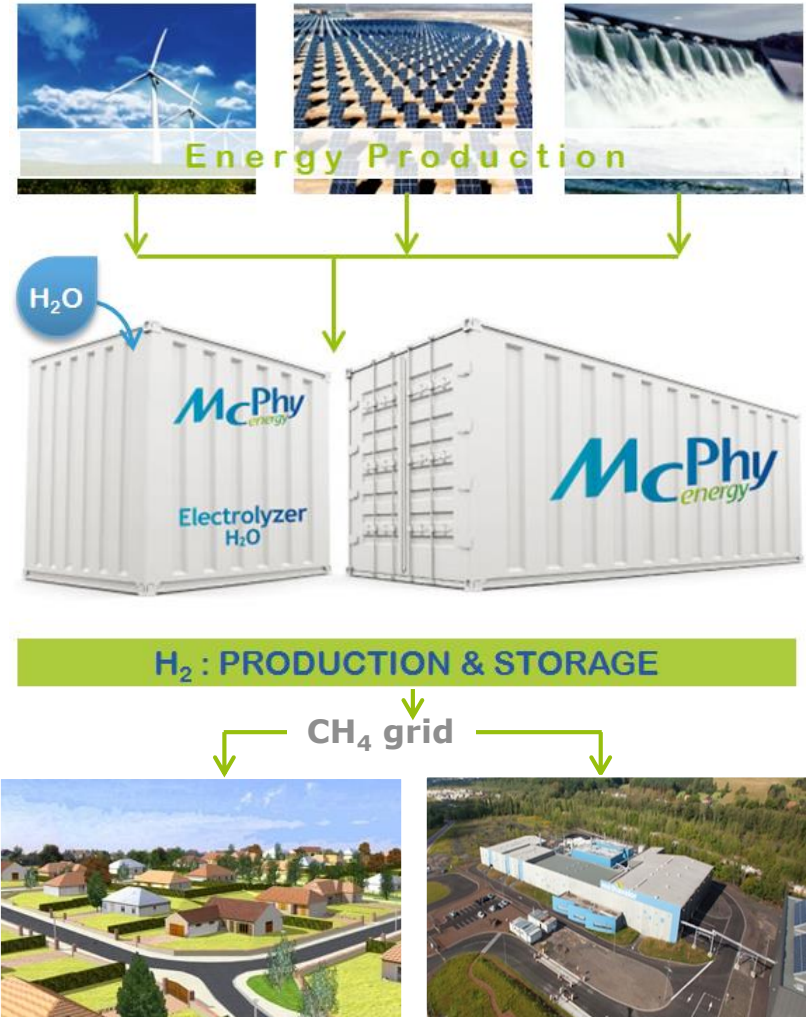 Energy Production
H₂O
McPhy
energy
Electrolyzer
H₂O
McPhy
energy
H₂ : PRODUCTION & STORAGE
CH₄ grid